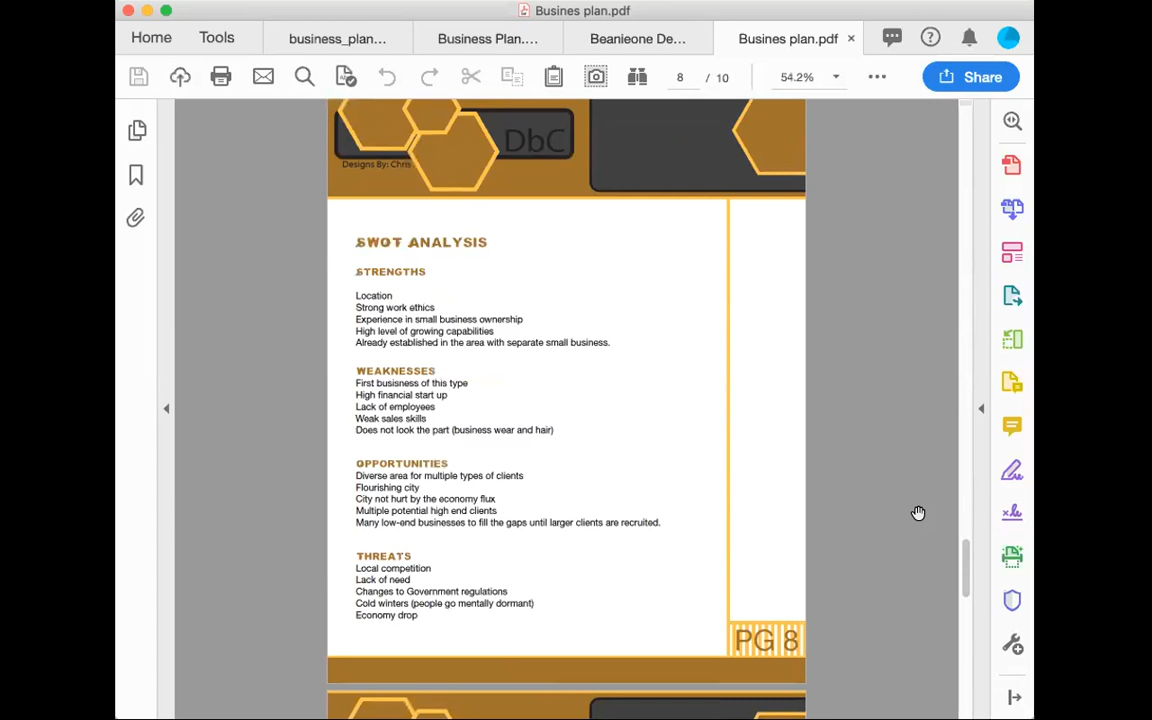 Busines plan.pdf
Home
Tools
business_plan...
Business Plan....
Beanieone De...
Busines plan.pdf
8 / 10
54.2%
Share
DbC
Designs By: Chris
SWOT ANALYSIS
STRENGTHS
Location
Strong work ethics
Experience in small business ownership
High level of growing capabilities
Already established in the area with separate small business.
WEAKNESSES
First busisness of this type
High financial start up
Lack of employees
Weak sales skills
Does not look the part (business wear and hair)
OPPORTUNITIES
Diverse area for multiple types of clients
Flourishing city
City not hurt by the economy flux
Multiple potential high end clients
Many low-end businesses to fill the gaps until larger clients are recruited.
THREATS
Local competition
Lack of need
Changes to Government regulations
Cold winters (people go mentally dormant)
Economy drop
PG 8